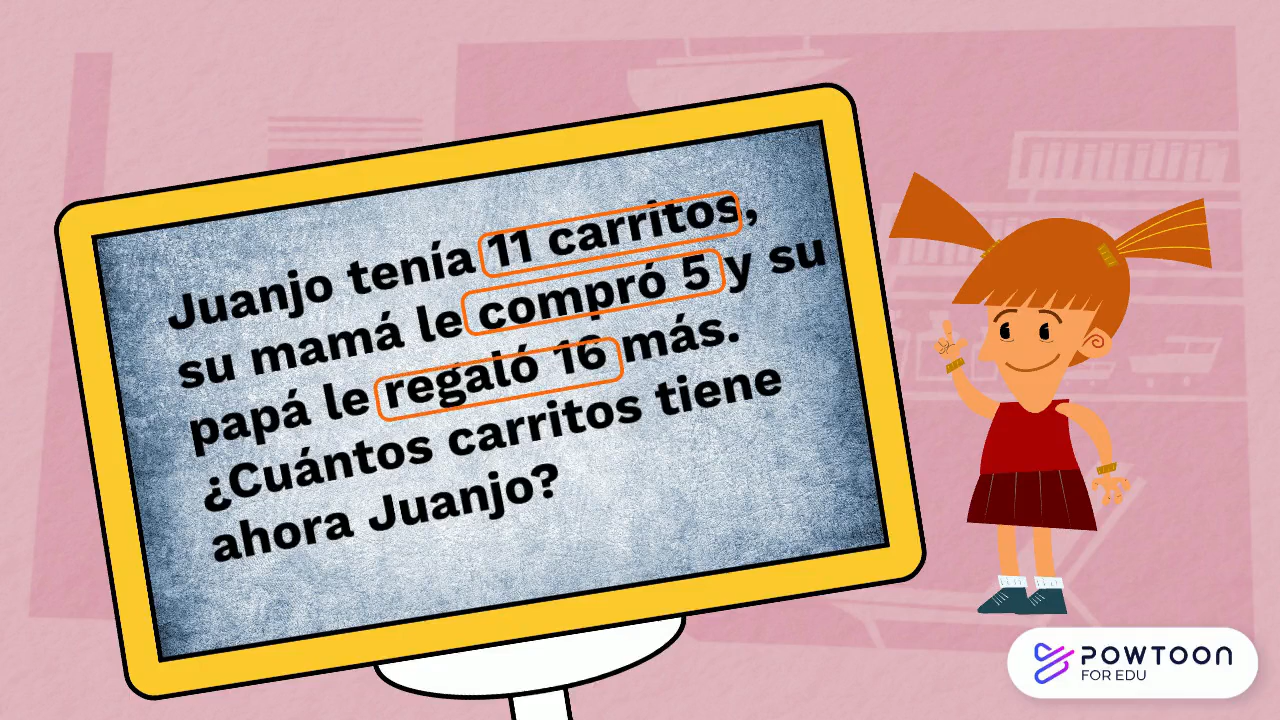 Juanjo tenía 11 carritos,
su mamá le compró 5 y su
papá le regaló 16 más.
¿Cuántos carritos tiene
ahora Juanjo?
POWTOON
FOR EDU